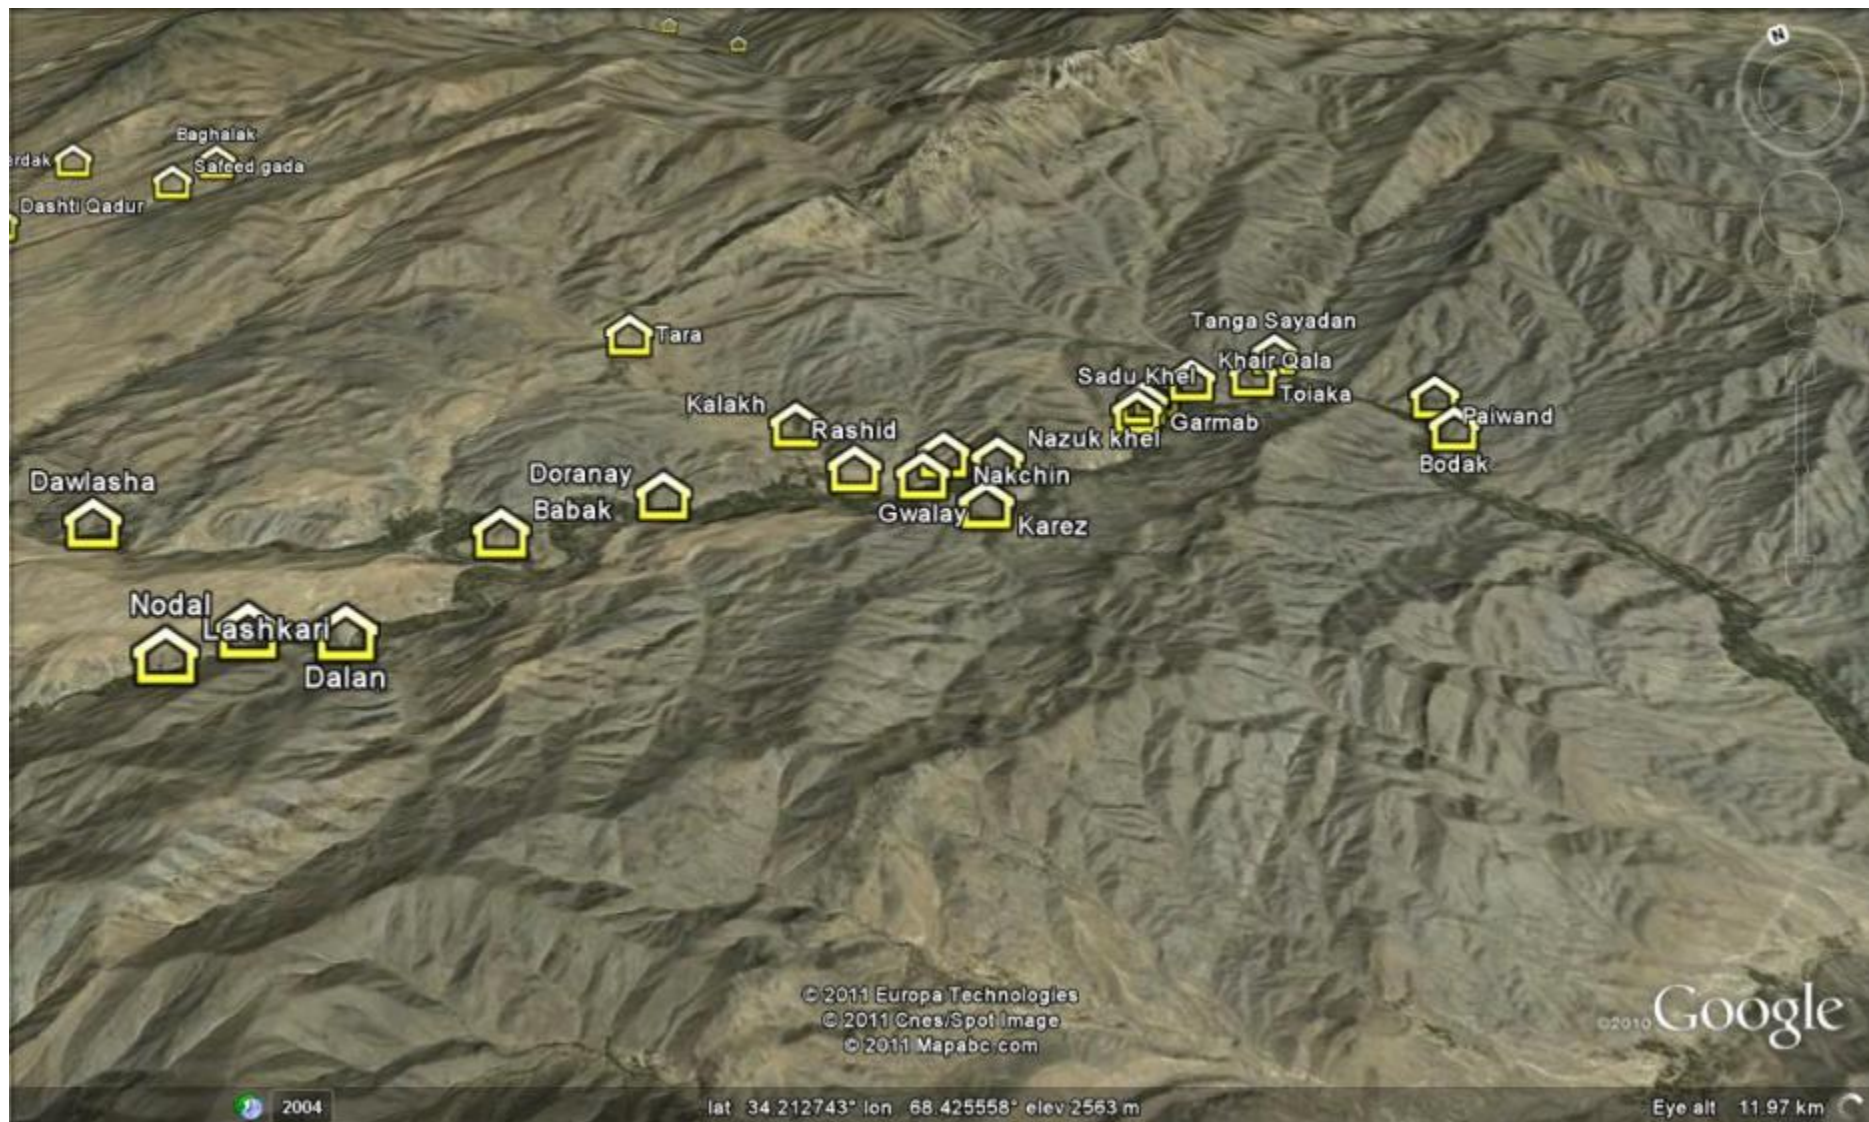 N
Baghalak
erdak
Safeed gada
Dashti Qadur
Tanga Sayadan
Tara
Khair Qala
Sadu Khel
Toiaka
Kalakh
Paiwand
Garmab
Rashid
Nazuk khel
Bodak
Doranay
Nakchin
Dawlasha
Babak
Gwalay
Karez
Nodal
Lashkari
Dalan
© 2011 Europa Technologies
© 2011 Cnes/Spot Image
© 2011 Mapabc.com
©2010 Google
2004
lat 34.212743° lon 68.425558° elev 2563 m
Eye alt 11.97 km